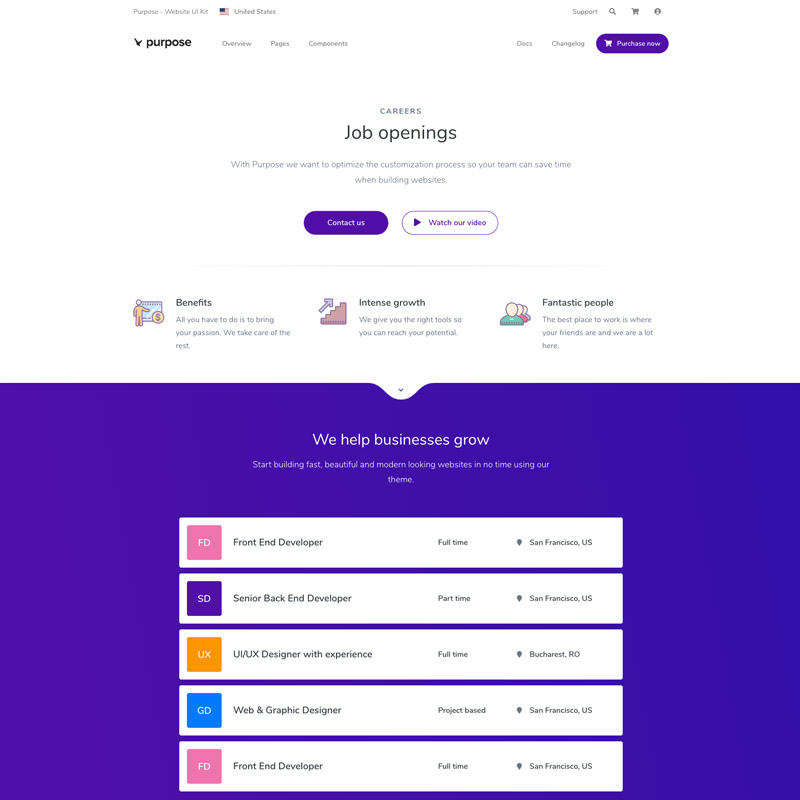 Purpose - Website UI Kit United States Support
purpose Overview Pages Components Docs Changelog Purchase now
CAREERS
Job openings
With Purpose we want to optimize the customization process so your team can save time
when building websites.
Contact us Watch our video
Benefits
All you have to do is to bring
your passion. We take care of the
rest.
Intense growth
We give you the right tools so
you can reach your potential.
Fantastic people
The best place to work is where
your friends are and we are a lot
here.
We help businesses grow
Start building fast, beautiful and modern looking websites in no time using our
theme.
FD Front End Developer Full time San Francisco, US
SD Senior Back End Developer Part time San Francisco, US
UX UI/UX Designer with experience Full time Bucharest, RO
GD Web & Graphic Designer Project based San Francisco, US
FD Front End Developer Full time San Francisco, US